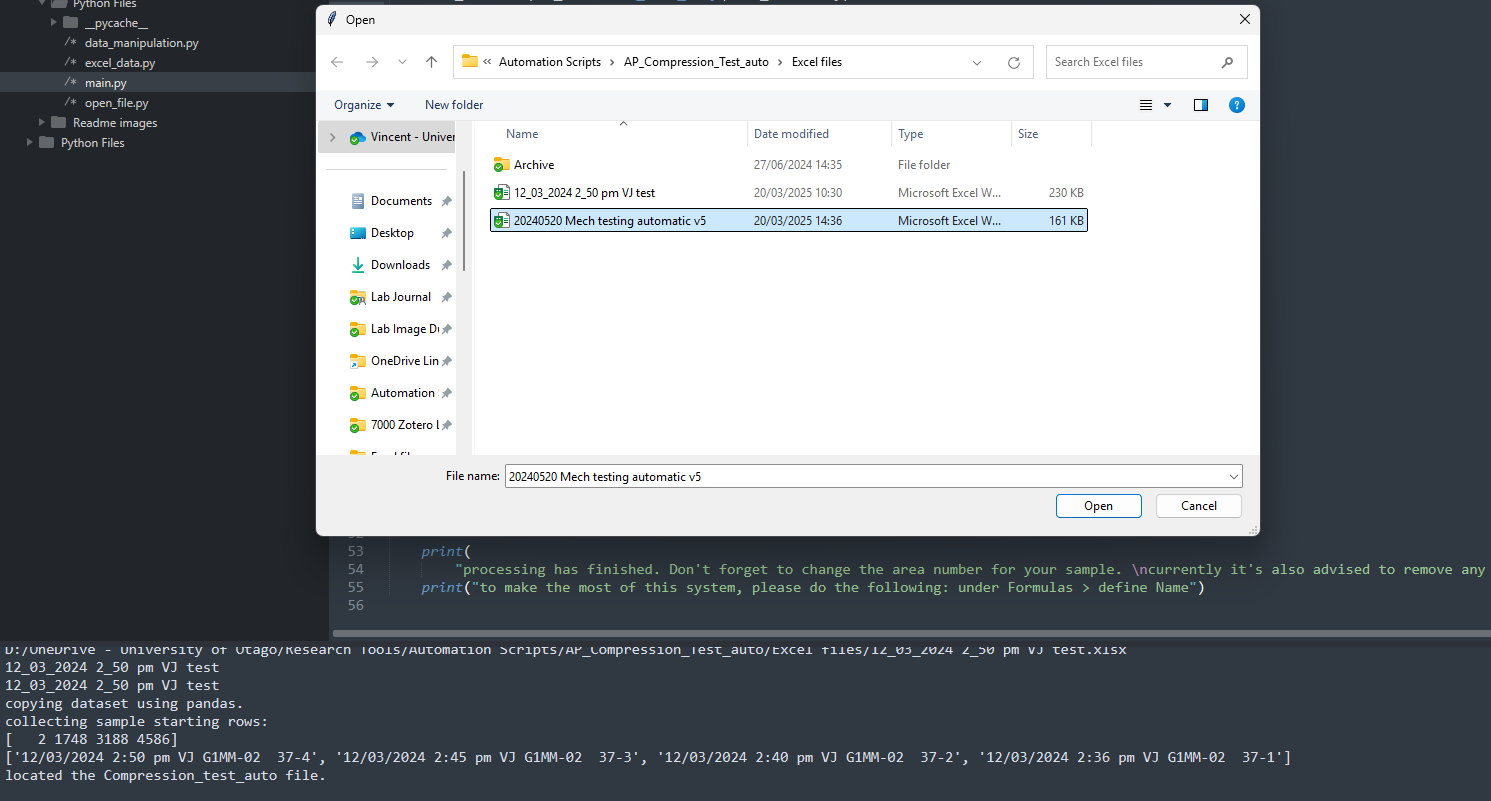 Python Files
__pycache__
data_manipulation.py
excel_data.py
main.py
open_file.py
Readme images
Python Files
Open
« Automation Scripts > AP_Compression_Test_auto > Excel files
Search Excel files
Organize
New folder
Vincent - Univer
Documents
Desktop
Downloads
Lab Journal
Lab Image D
OneDrive Lin
Automation
7000 Zotero L
Name Date modified Type Size
Archive 27/06/2024 14:35 File folder
12_03_2024 2_50 pm VJ test 20/03/2025 10:30 Microsoft Excel W... 230 KB
20240520 Mech testing automatic v5 20/03/2025 14:36 Microsoft Excel W... 161 KB
File name: 20240520 Mech testing automatic v5
Open
Cancel
53 print(
54 "processing has finished. Don't forget to change the area number for your sample. \ncurrently it's also advised to remove any
55 print("to make the most of this system, please do the following: under Formulas > define Name")
56
D:/OneDrive - University of Otago/Research Tools/Automation Scripts/AP_Compression_Test_auto/Excel files/12_03_2024 2_50 pm VJ test.xlsx
12_03_2024 2_50 pm VJ test
12_03_2024 2_50 pm VJ test
copying dataset using pandas.
collecting sample starting rows:
[   2 1748 3188 4586]
['12/03/2024 2:50 pm VJ G1MM-02  37-4', '12/03/2024 2:45 pm VJ G1MM-02  37-3', '12/03/2024 2:40 pm VJ G1MM-02  37-2', '12/03/2024 2:36 pm VJ G1MM-02  37-1']
located the Compression_test_auto file.